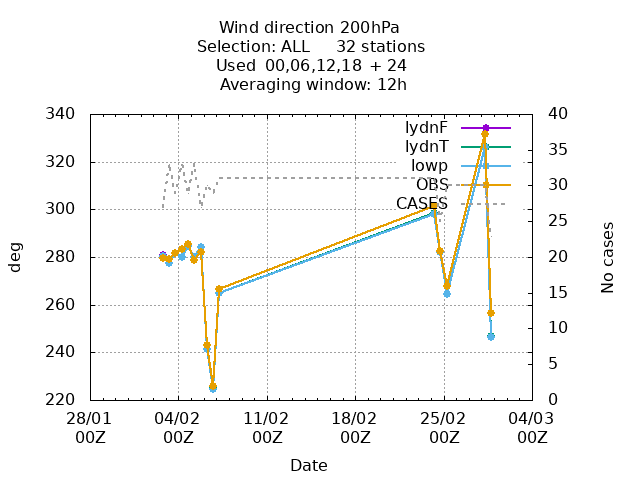 Wind direction 200hPa
Selection: ALL 32 stations
Used 00,06,12,18 + 24
Averaging window: 12h
340 40
lydnF
35
lydnT
320
lowp
30
OBS
300
CASES
25
280 20
deg
No cases
15
260
10
240
5
220 0
28/01 04/02 11/02 18/02 25/02 04/03
00Z 00Z 00Z 00Z 00Z 00Z
Date